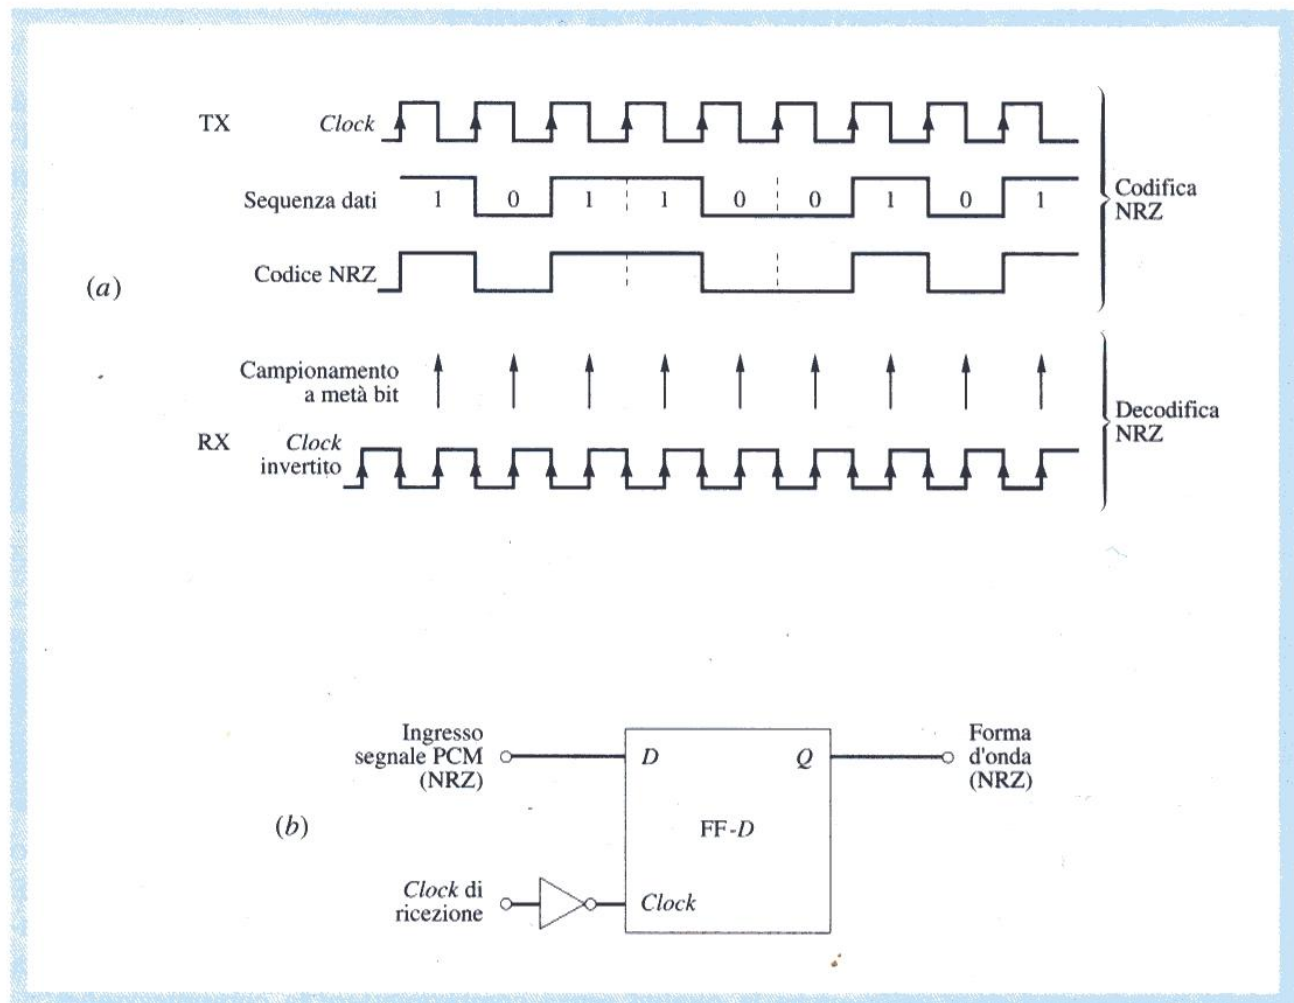 TX
Clock
Sequenza dati
1 0 1 1 0 0 1 0 1
Codifica
NRZ
Codice NRZ
(a)
Campionamento
a metà bit
RX
Clock
invertito
Decodifica
NRZ
Ingresso
segnale PCM
(NRZ)
D
Q
Forma
d'onda
(NRZ)
(b)
FF-D
Clock di
ricezione
Clock